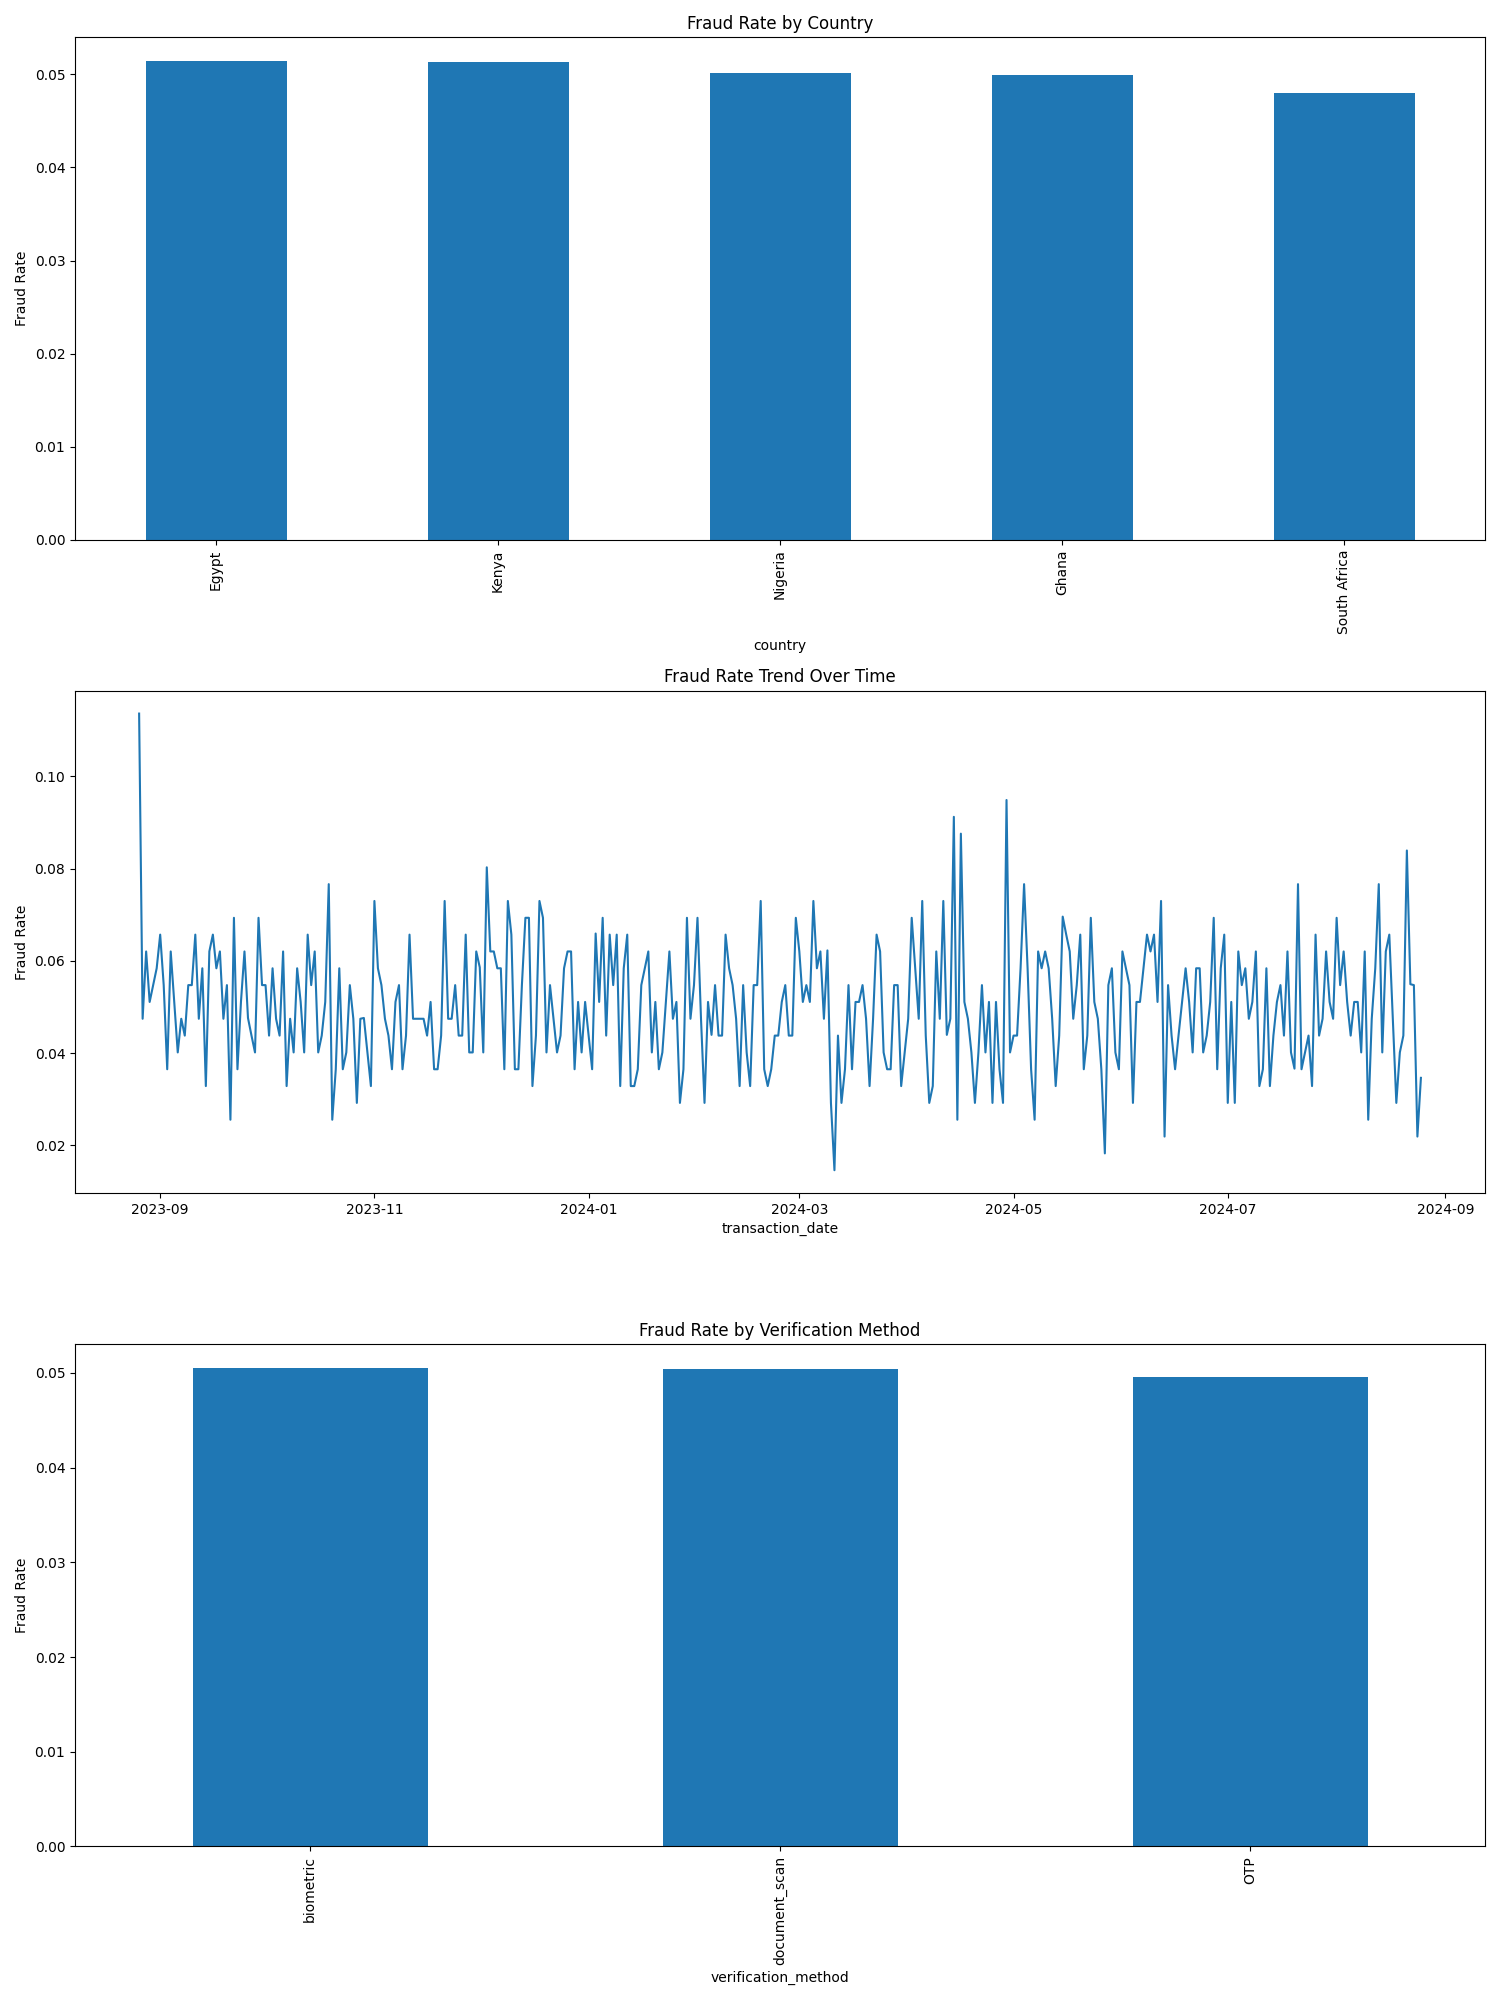 Fraud Rate by Country
0.05
0.04
0.03
0.02
0.01
0.00
Fraud Rate
Egypt
Kenya
Nigeria
Ghana
South Africa
country
Fraud Rate Trend Over Time
0.10
0.08
0.06
0.04
0.02
Fraud Rate
2023-09
2023-11
2024-01
2024-03
2024-05
2024-07
2024-09
transaction_date
Fraud Rate by Verification Method
0.05
0.04
0.03
0.02
0.01
0.00
Fraud Rate
biometric
document_scan
OTP
verification_method